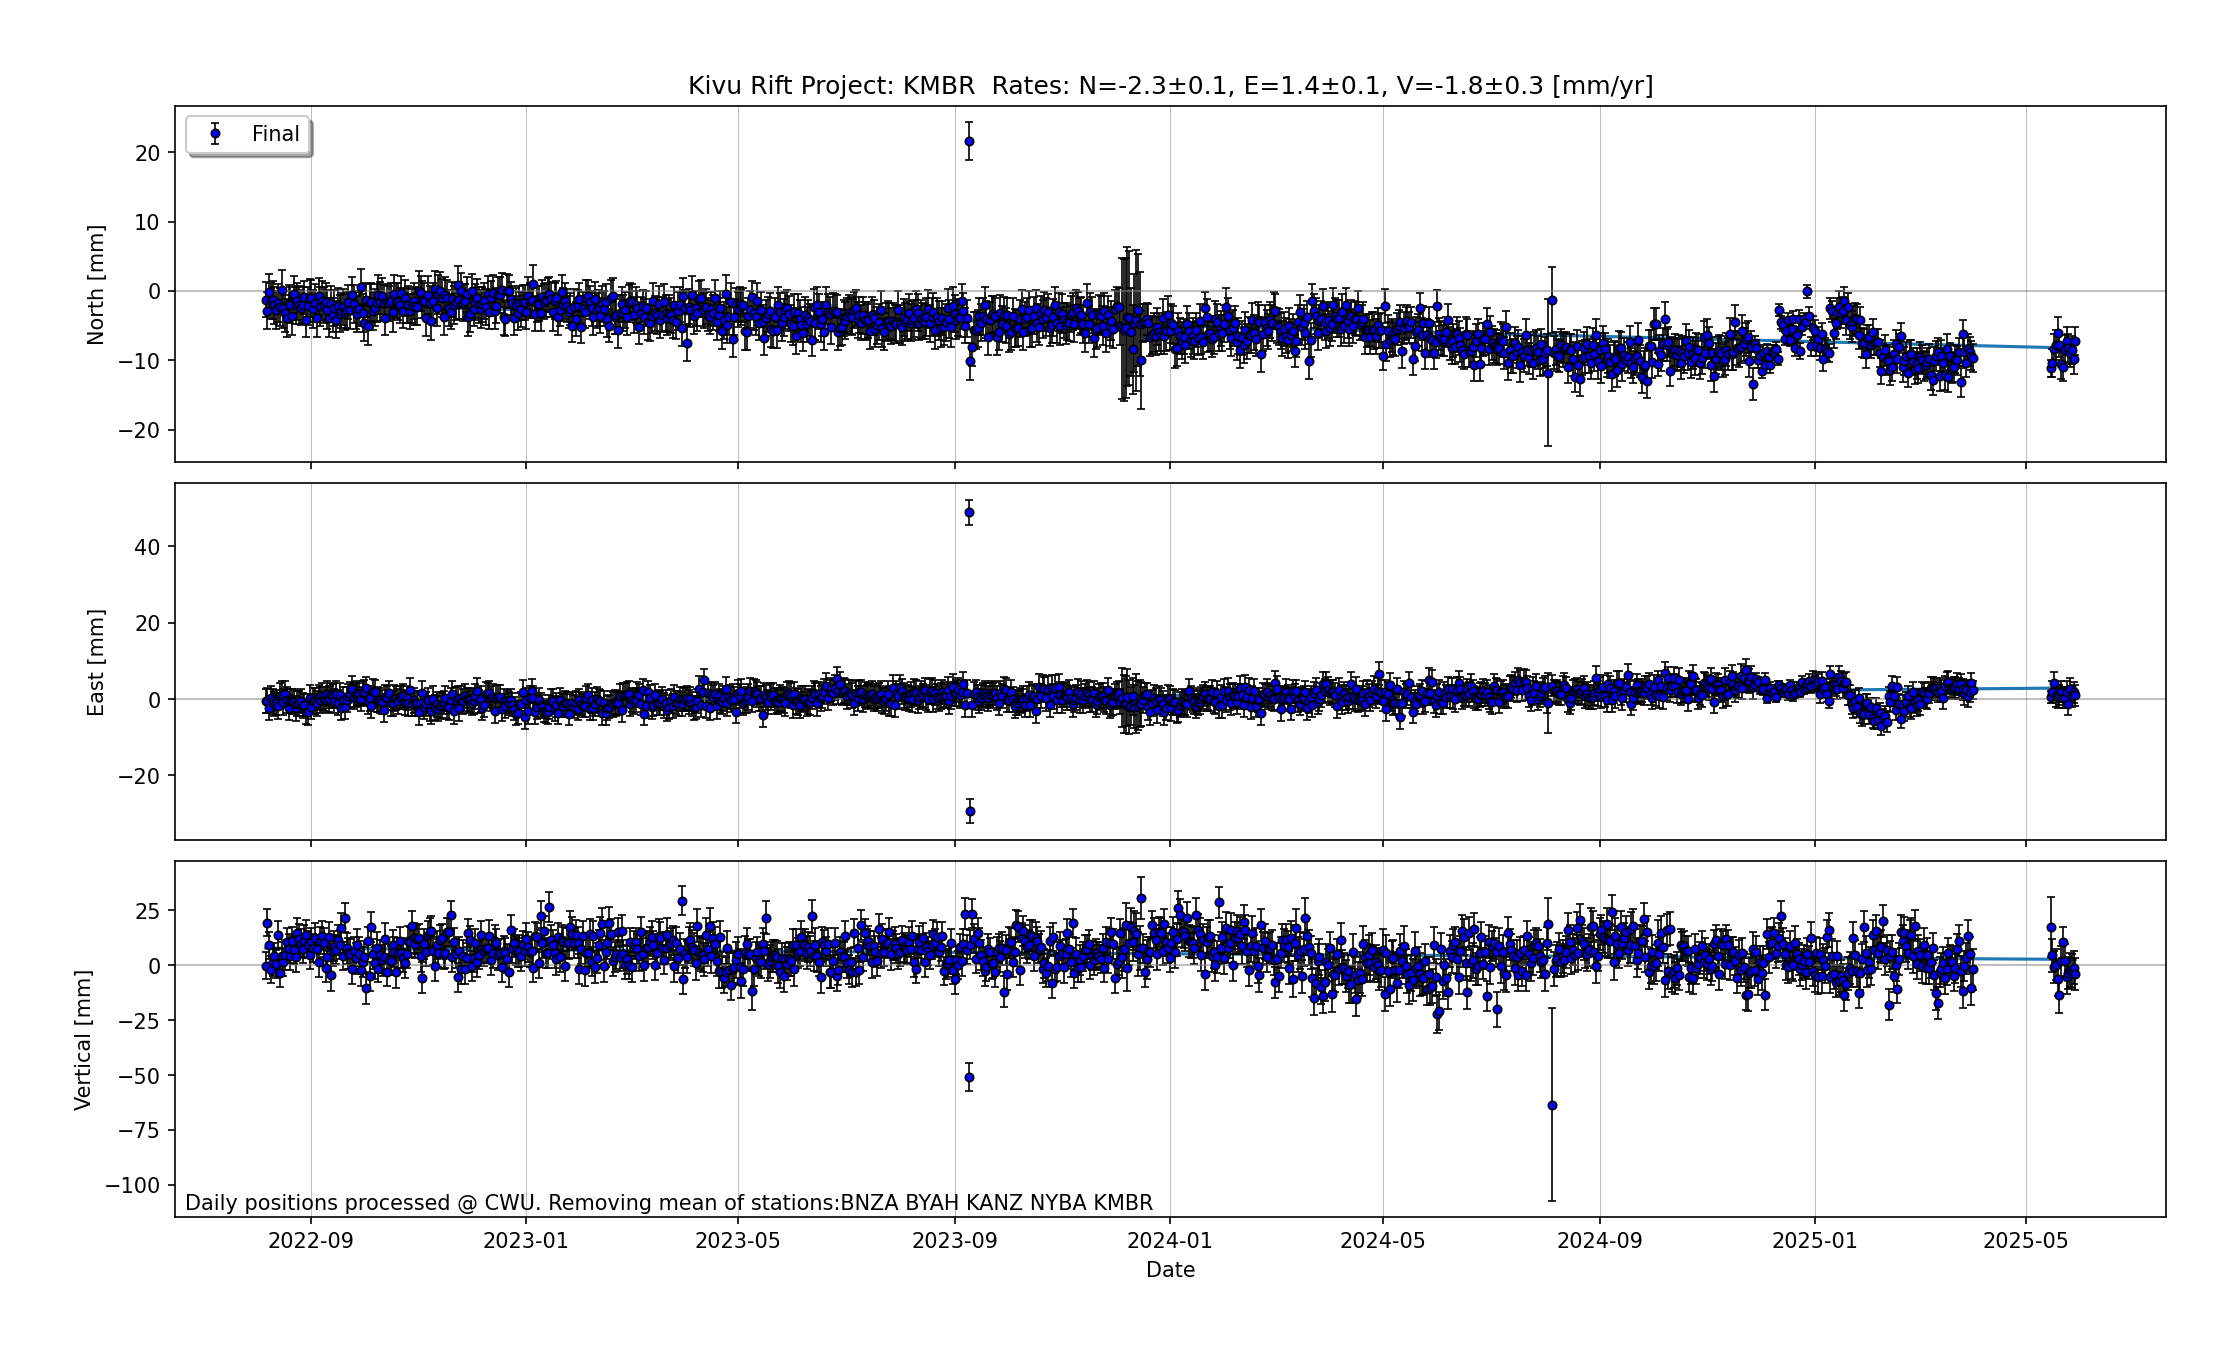 Kivu Rift Project: KMBR  Rates: N=-2.3±0.1, E=1.4±0.1, V=-1.8±0.3 [mm/yr]
Final
North [mm]
20
10
0
−10
−20
East [mm]
40
20
0
−20
Vertical [mm]
25
0
−25
−50
−75
−100
Daily positions processed @ CWU. Removing mean of stations:BNZA BYAH KANZ NYBA KMBR
2022-09 2023-01 2023-05 2023-09 2024-01 2024-05 2024-09 2025-01 2025-05
Date